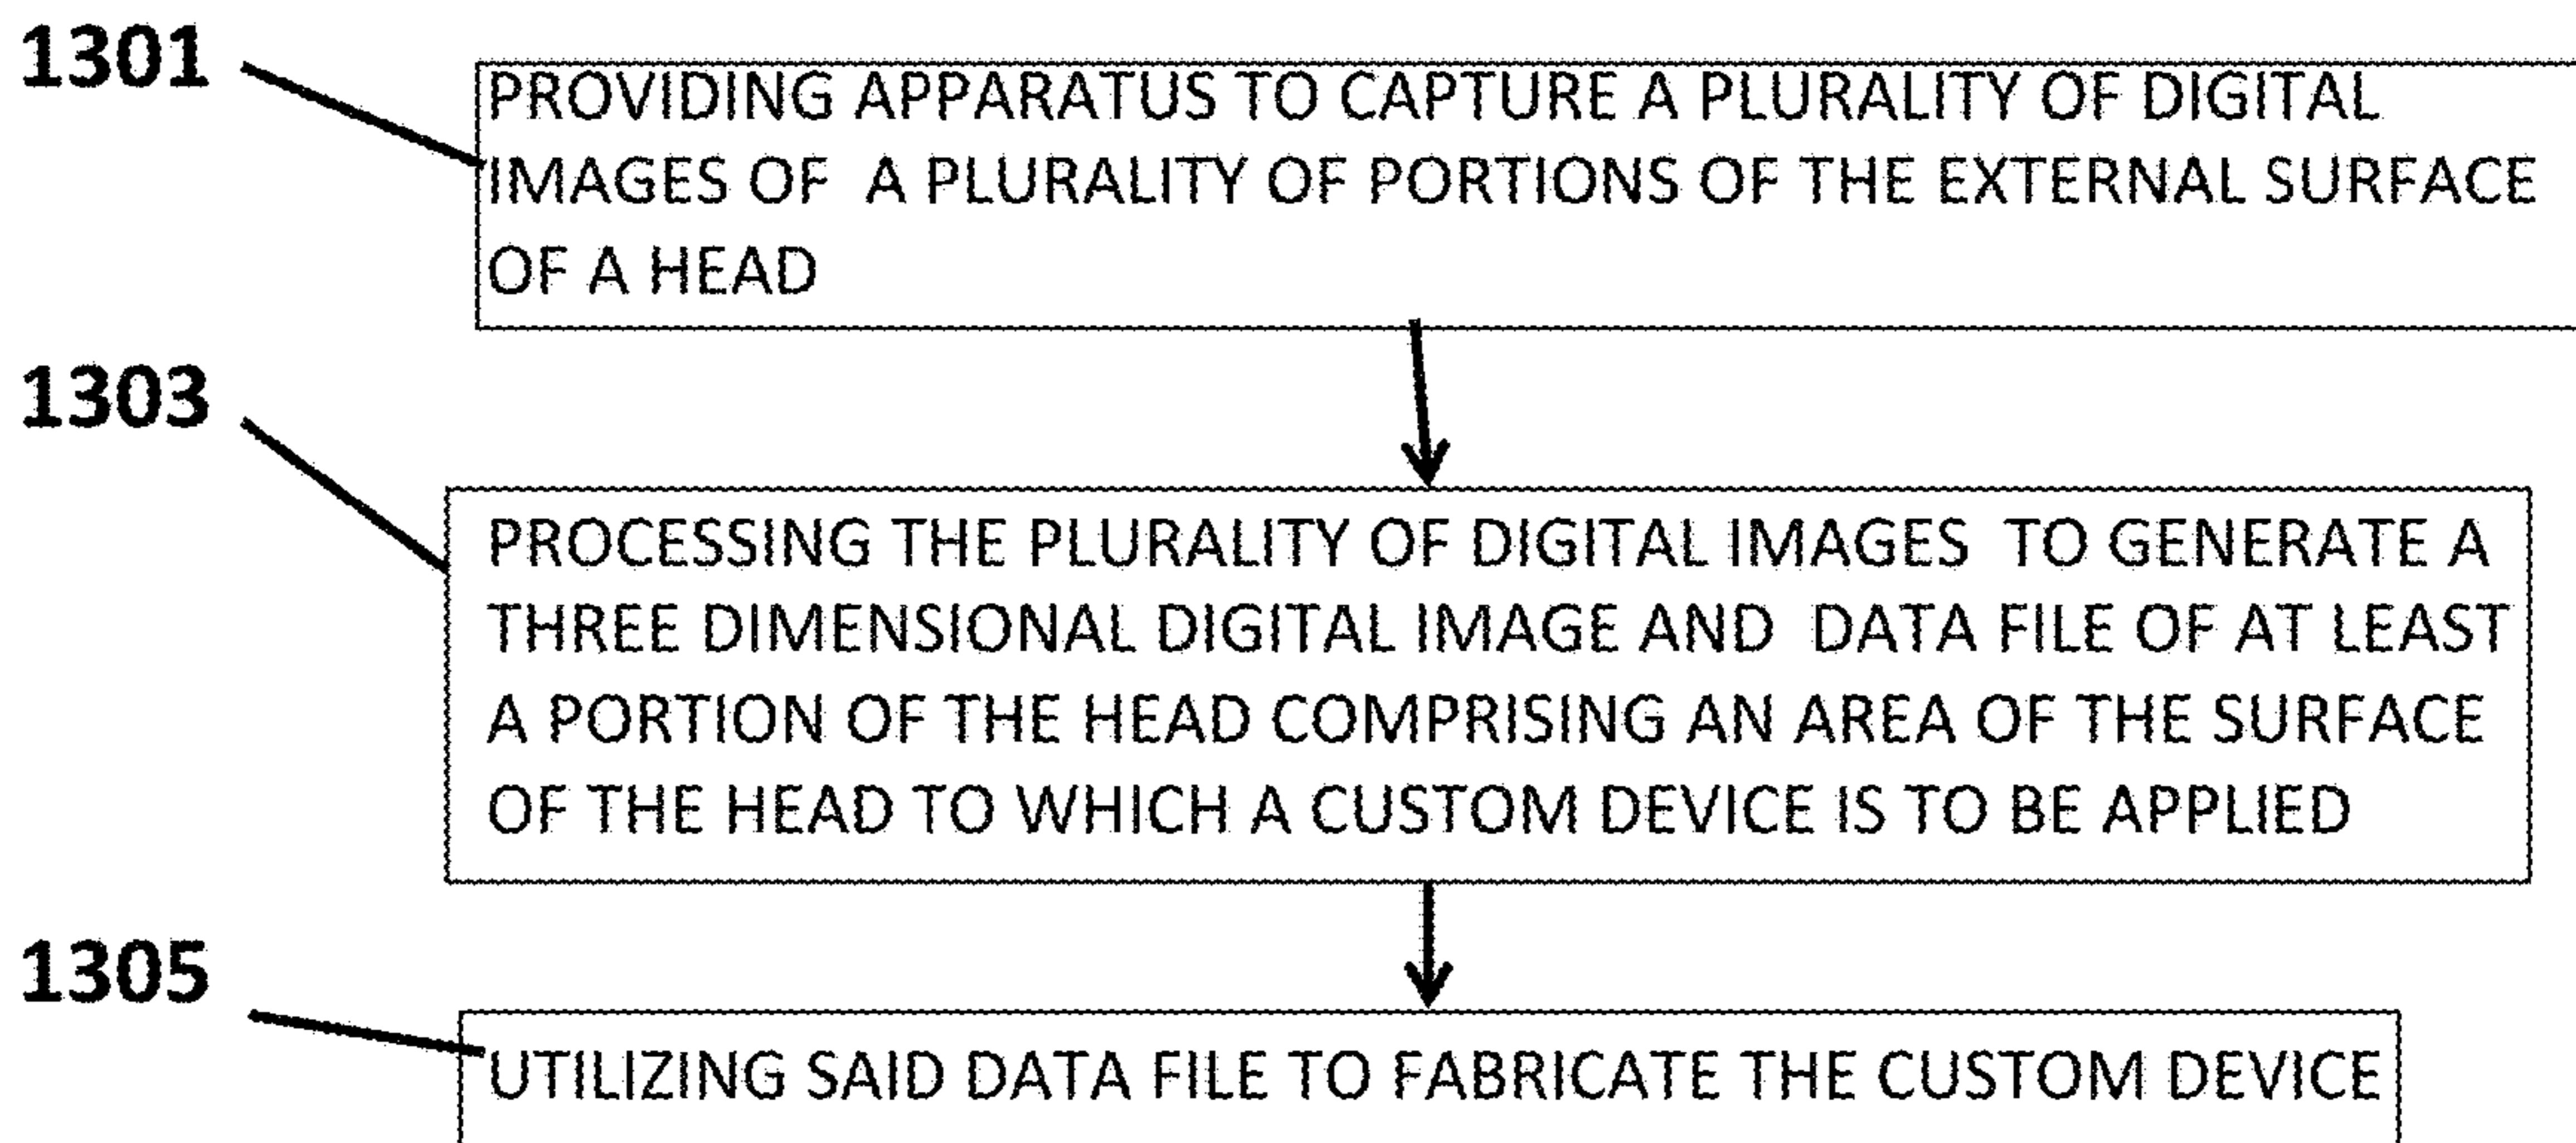 1301
PROVIDING APPARATUS TO CAPTURE A PLURALITY OF DIGITAL
IMAGES OF A PLURALITY OF PORTIONS OF THE EXTERNAL SURFACE
OF A HEAD
1303
PROCESSING THE PLURALITY OF DIGITAL IMAGES TO GENERATE A
THREE DIMENSIONAL DIGITAL IMAGE AND DATA FILE OF AT LEAST
A PORTION OF THE HEAD COMPRISING AN AREA OF THE SURFACE
OF THE HEAD TO WHICH A CUSTOM DEVICE IS TO BE APPLIED
1305
UTILIZING SAID DATA FILE TO FABRICATE THE CUSTOM DEVICE